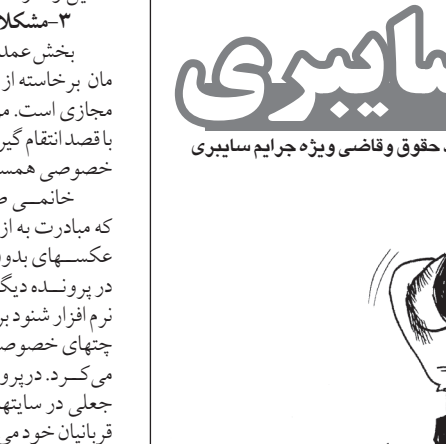 سایبری
حقوق وقاضی ویژه جرایم سایبری
۳-مشکلا
بخش عمد
مان برخاسته از
مجازی است. م
با قصد انتقام گیر
خصوصی همس
خانمــی
که مبادرت به از
عکســهای بدو
در پرونــده دیگ
نرم افزار شنود بر
چتهای خصوص
می‌کــرد. درپرو
جعلی در سایته
قربانیان خود می